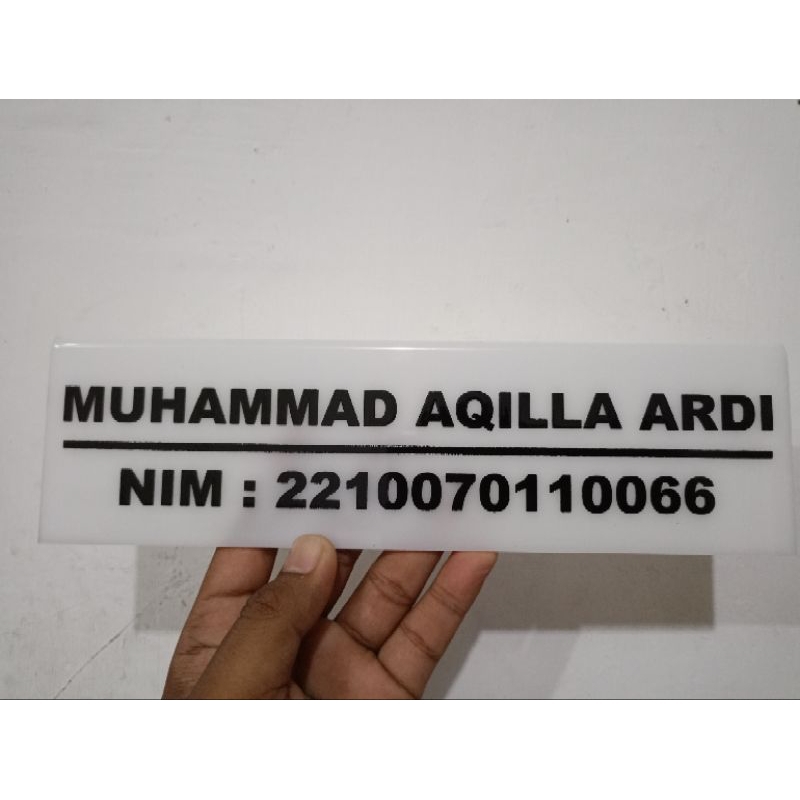 MUHAMMAD AQILLA ARDI
NIM : 2210070110066